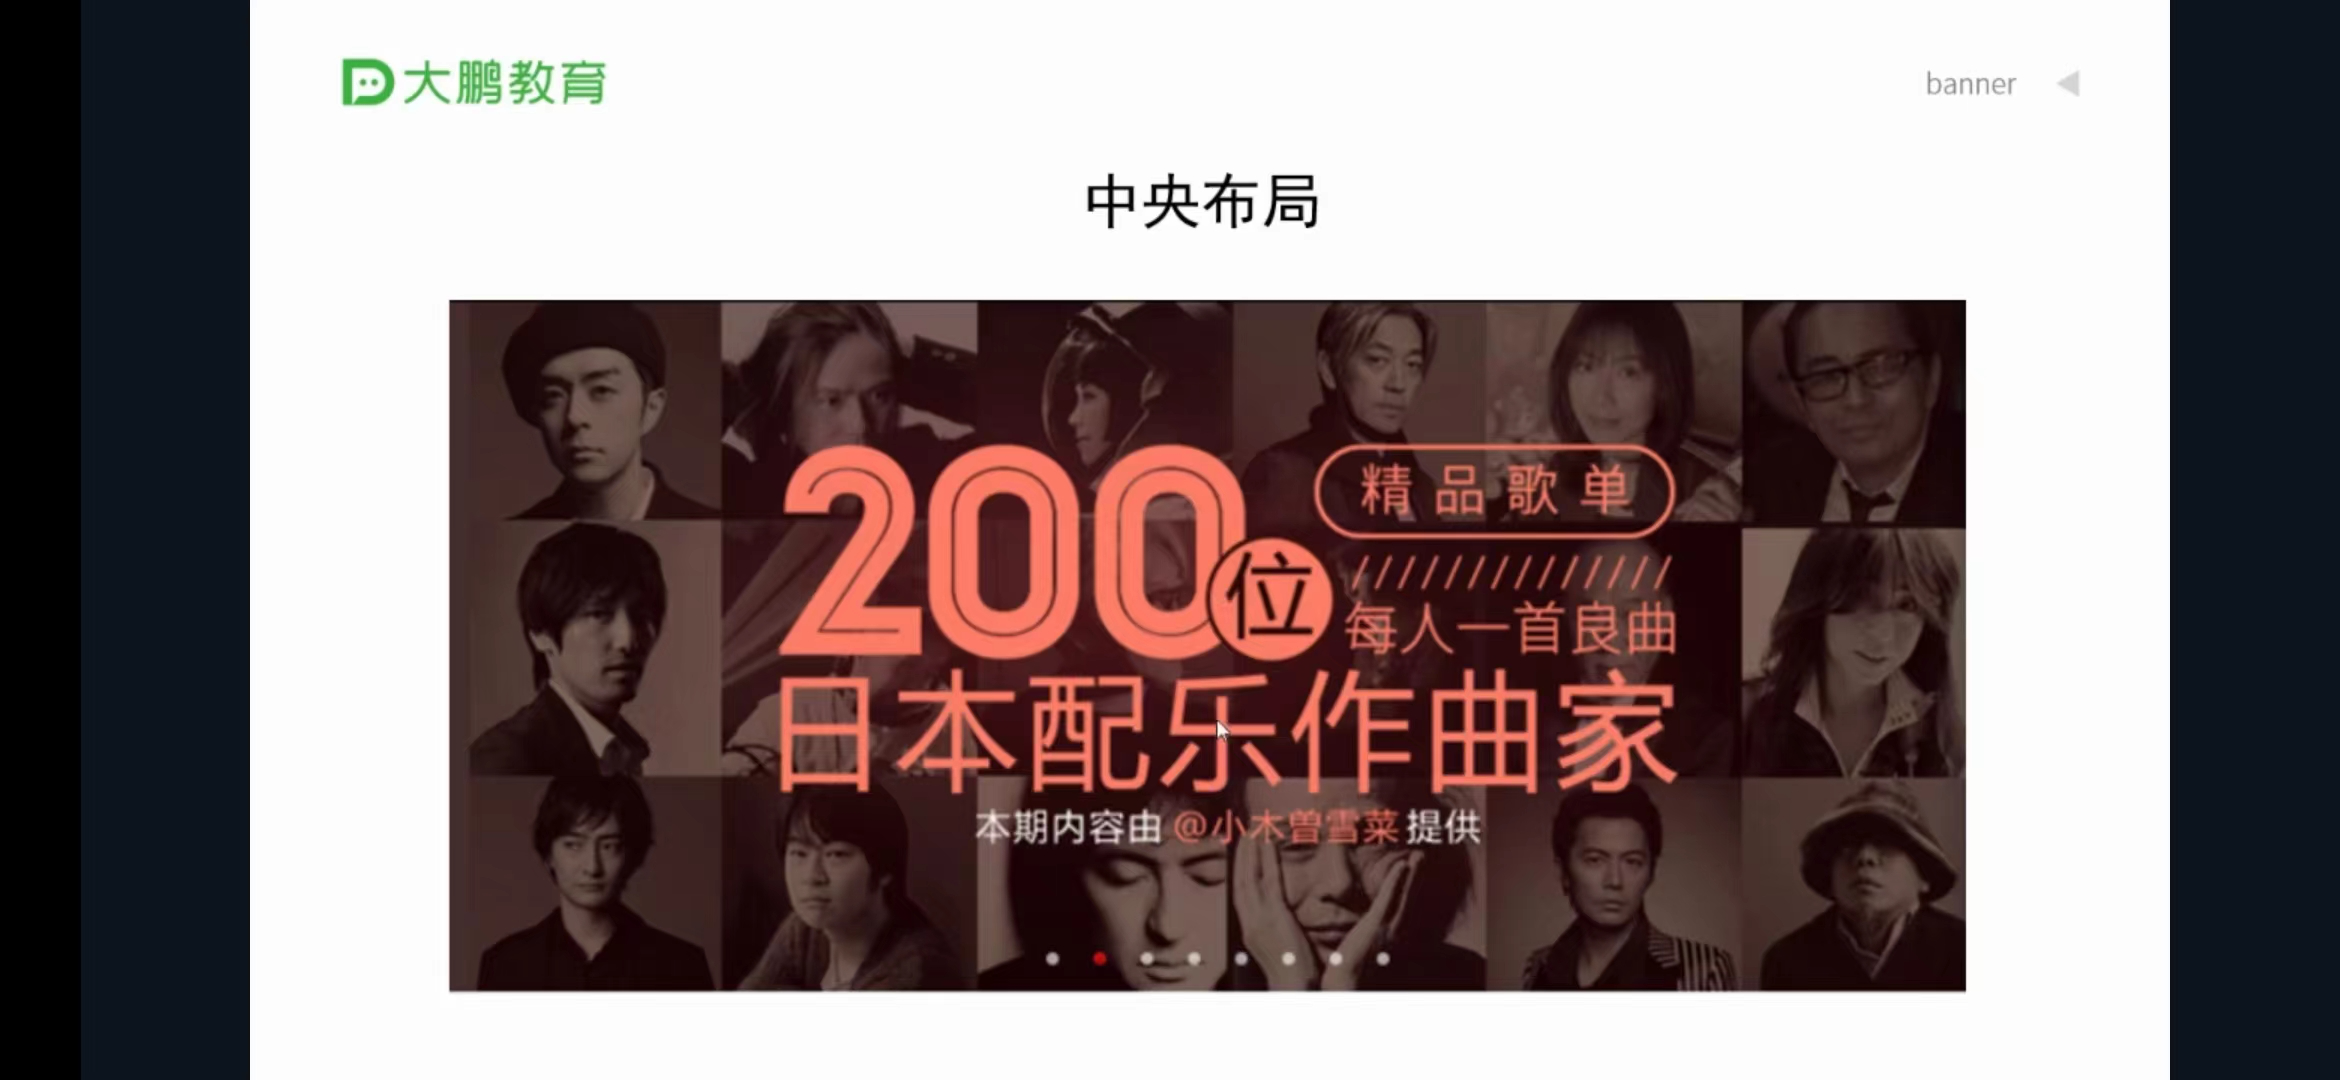 大鹏教育
banner
中央布局
200位
精品歌单
每人一首良曲
日本配乐作曲家
本期内容由 @小木曽雪菜 提供